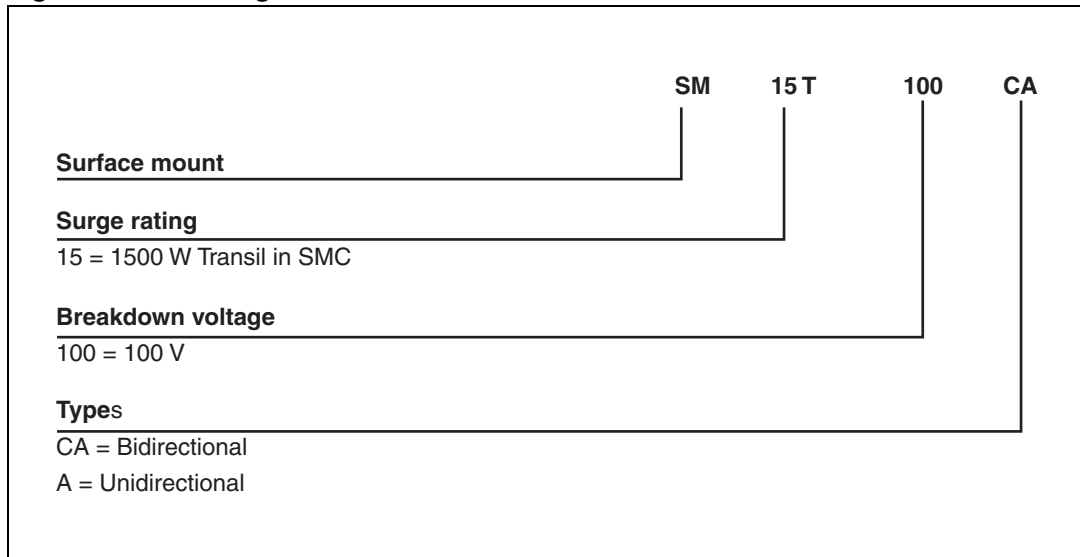 SM 15 T 100 CA
Surface mount
Surge rating
15 = 1500 W Transil in SMC
Breakdown voltage
100 = 100 V
Types
CA = Bidirectional
A = Unidirectional